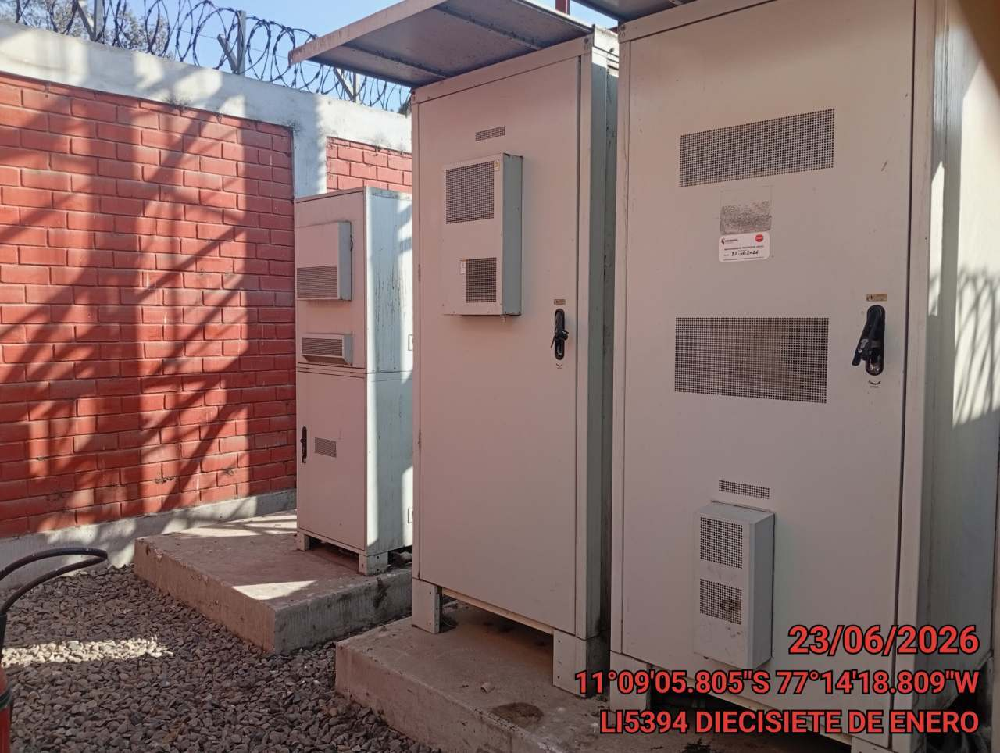 23/06/2026
11°09'05.805"S 77°14'18.809"W
LI5394 DIECISIETE DE ENERO